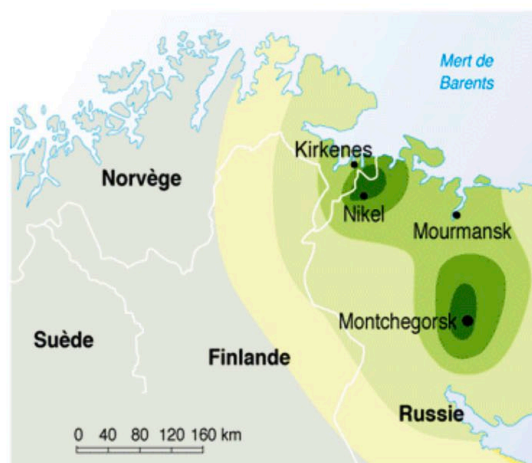 Mert de
Barents
Kirkenes
Norvège
Nikel
Mourmansk
Montchegorsk
Suède
Finlande
Russie
0 40 80 120 160 km